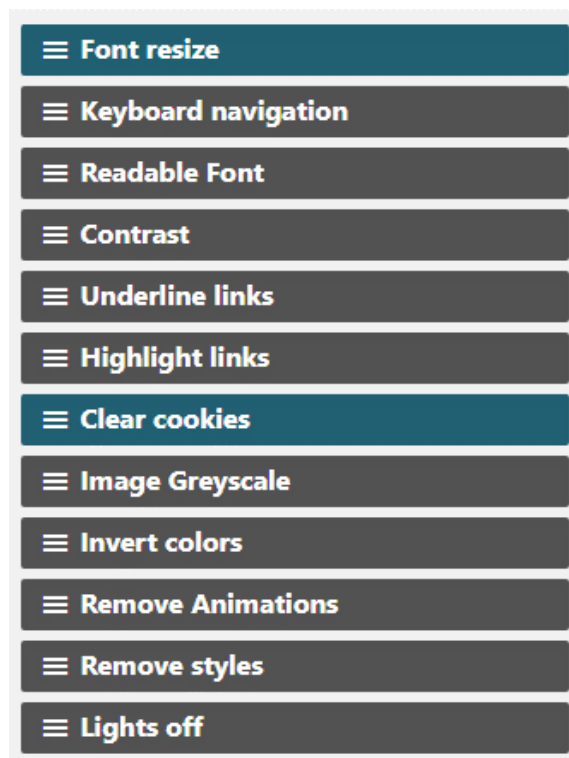 Font resize
Keyboard navigation
Readable Font
Contrast
Underline links
Highlight links
Clear cookies
Image Greyscale
Invert colors
Remove Animations
Remove styles
Lights off